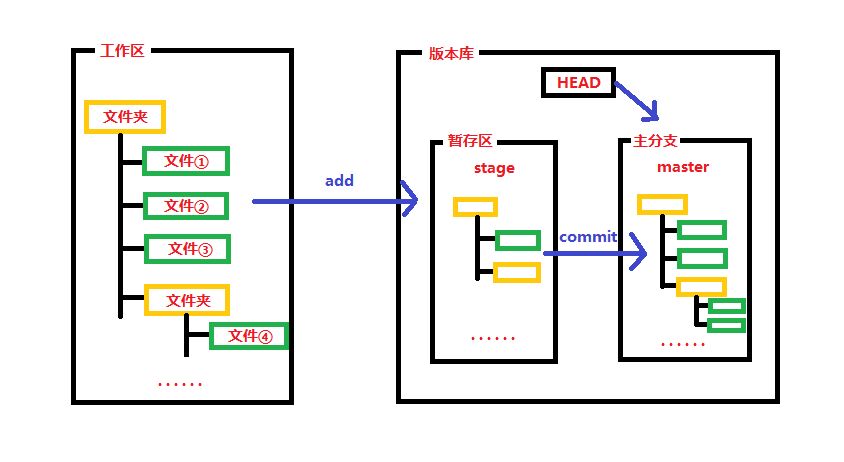 工作区
文件夹
文件①
文件②
文件③
文件夹
文件④
......
add
版本库
HEAD
暂存区
stage
......
commit
主分支
master
......